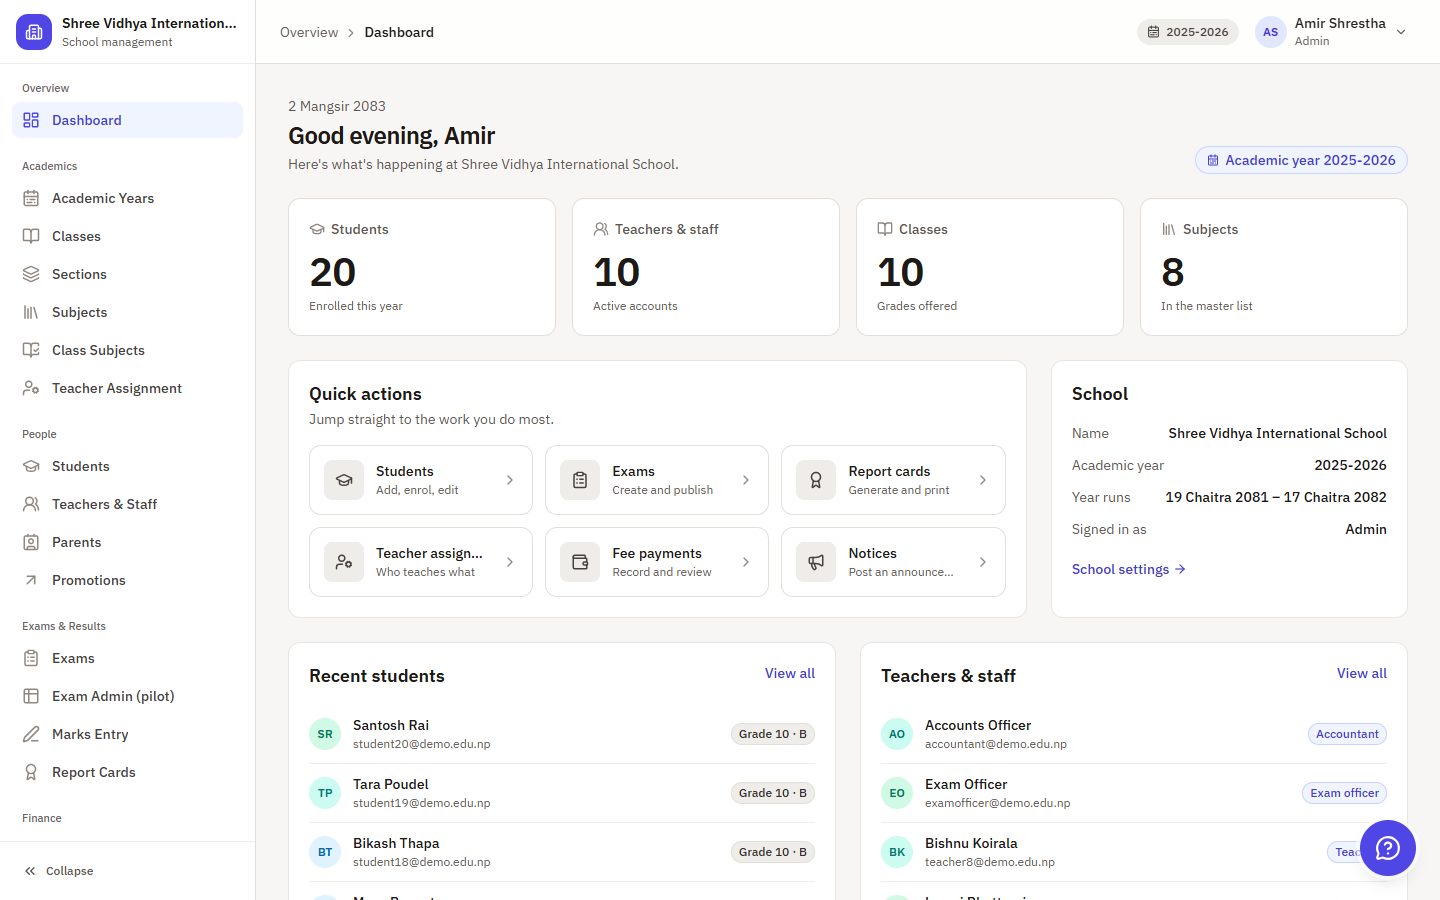 Shree Vidhya Internation...
School management
Overview
Dashboard
Academics
Academic Years
Classes
Sections
Subjects
Class Subjects
Teacher Assignment
People
Students
Teachers & Staff
Parents
Promotions
Exams & Results
Exams
Exam Admin (pilot)
Marks Entry
Report Cards
Finance
Collapse
Overview > Dashboard
2025-2026
AS
Amir Shrestha
Admin
2 Mangsir 2083
Good evening, Amir
Here's what's happening at Shree Vidhya International School.
Academic year 2025-2026
Students
20
Enrolled this year
Teachers & staff
10
Active accounts
Classes
10
Grades offered
Subjects
8
In the master list
Quick actions
Jump straight to the work you do most.
Students
Add, enrol, edit
Exams
Create and publish
Report cards
Generate and print
Teacher assign...
Who teaches what
Fee payments
Record and review
Notices
Post an announce...
School
Name Shree Vidhya International School
Academic year 2025-2026
Year runs 19 Chaitra 2081 – 17 Chaitra 2082
Signed in as Admin
School settings →
Recent students
View all
SR
Santosh Rai
student20@demo.edu.np
Grade 10 · B
TP
Tara Poudel
student19@demo.edu.np
Grade 10 · B
BT
Bikash Thapa
student18@demo.edu.np
Grade 10 · B
Teachers & staff
View all
AO
Accounts Officer
accountant@demo.edu.np
Accountant
EO
Exam Officer
examofficer@demo.edu.np
Exam officer
BK
Bishnu Koirala
teacher8@demo.edu.np